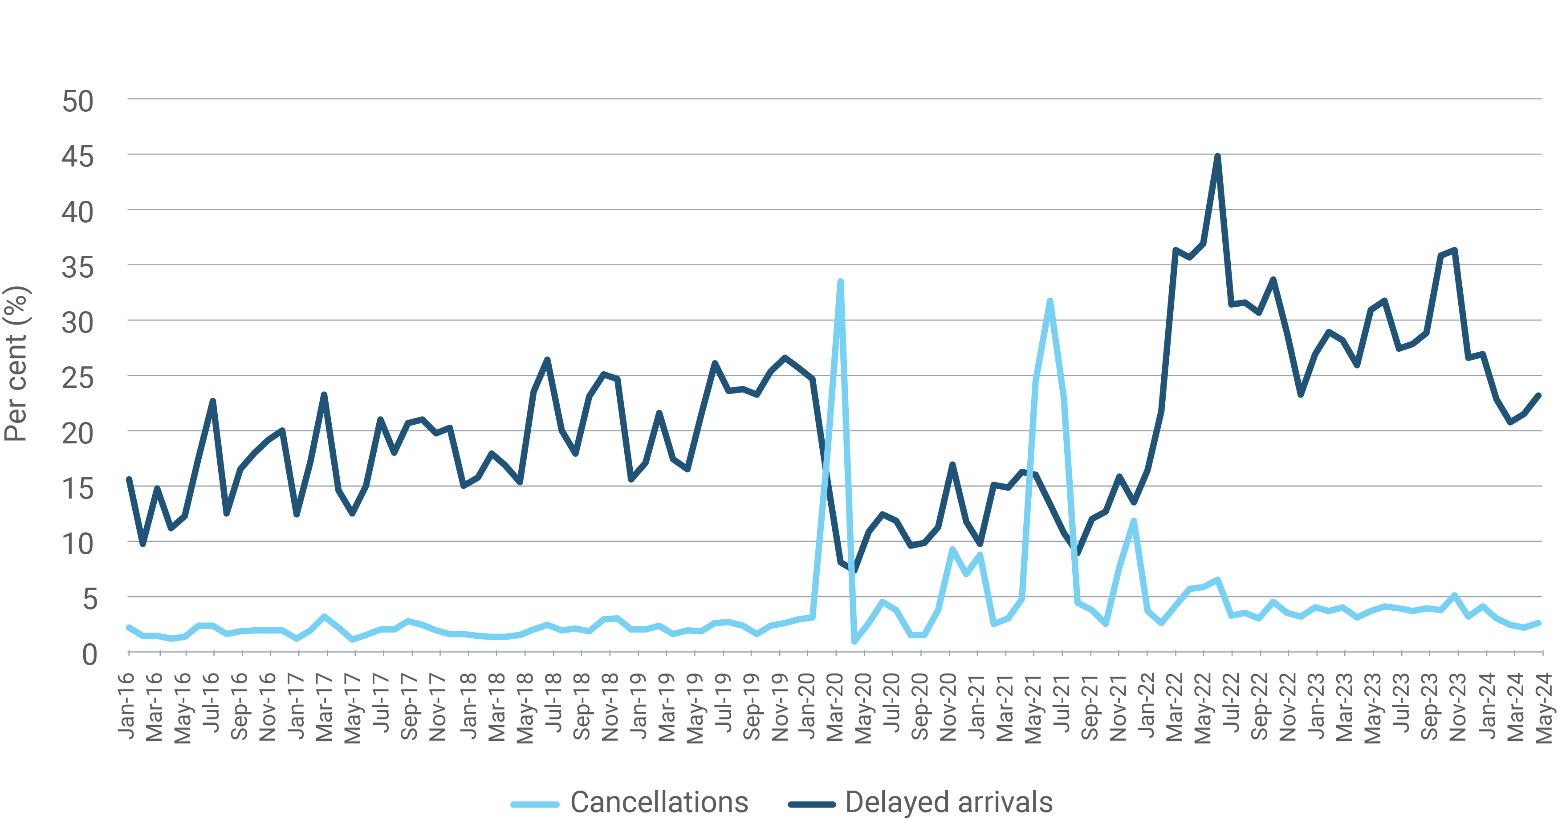 50
45
40
35
30
25
20
15
10
5
0
Per cent (%)
Jan-16
Mar-16
May-16
Jul-16
Sep-16
Nov-16
Jan-17
Mar-17
May-17
Jul-17
Sep-17
Nov-17
Jan-18
Mar-18
May-18
Jul-18
Sep-18
Nov-18
Jan-19
Mar-19
May-19
Jul-19
Sep-19
Nov-19
Jan-20
Mar-20
May-20
Jul-20
Sep-20
Nov-20
Jan-21
Mar-21
May-21
Jul-21
Sep-21
Nov-21
Jan-22
Mar-22
May-22
Jul-22
Sep-22
Nov-22
Jan-23
Mar-23
May-23
Jul-23
Sep-23
Nov-23
Jan-24
Mar-24
May-24
Cancellations
Delayed arrivals